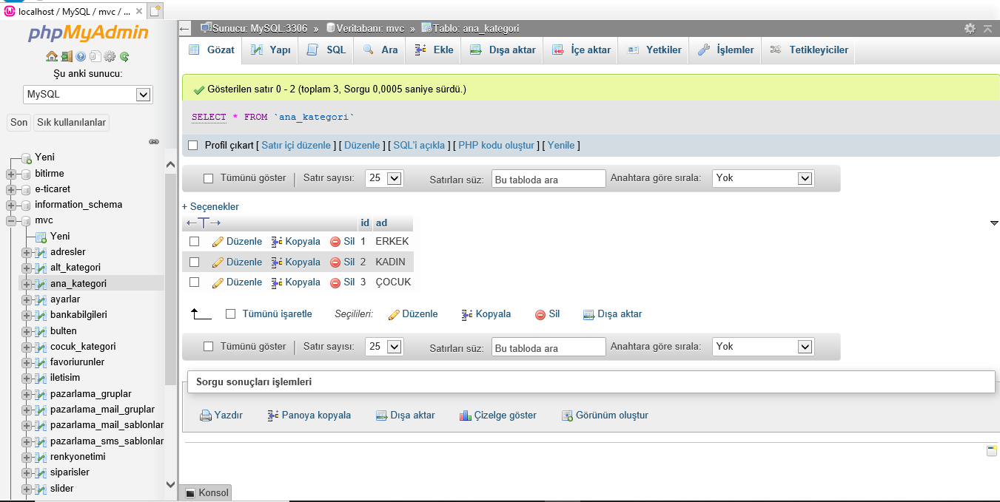 localhost / MySQL / mvc / ...
phpMyAdmin
Şu anki sunucu:
MySQL
Son Sık kullanılanlar
Yeni
bitirme
e-ticaret
information_schema
mvc
Yeni
adresler
alt_kategori
ana_kategori
ayarlar
bankabilgileri
bulten
cocuk_kategori
favoriurunler
iletisim
pazarlama_gruplar
pazarlama_mail_gruplar
pazarlama_mail_sablonlar
pazarlama_sms_sablonlar
renkyonetimi
siparisler
slider
Sunucu: MySQL:3306 » Veritabanı: mvc » Tablo: ana_kategori
Gözat Yapı SQL Ara Ekle Dışa aktar İçe aktar Yetkiler İşlemler Tetikleyiciler
Gösterilen satır 0 - 2 (toplam 3, Sorgu 0,0005 saniye sürdü.)
SELECT * FROM `ana_kategori`
Profil çıkart [ Satır içi düzenle ] [ Düzenle ] [ SQL'i açıkla ] [ PHP kodu oluştur ] [ Yenile ]
Tümünü göster | Satır sayısı: 25 Satırları süz: Bu tabloda ara Anahtara göre sırala: Yok
+ Seçenekler
←T→ id ad
Düzenle Kopyala Sil 1 ERKEK
Düzenle Kopyala Sil 2 KADIN
Düzenle Kopyala Sil 3 ÇOCUK
Tümünü işaretle Seçilileri: Düzenle Kopyala Sil Dışa aktar
Tümünü göster | Satır sayısı: 25 Satırları süz: Bu tabloda ara Anahtara göre sırala: Yok
Sorgu sonuçları işlemleri
Yazdır Panoya kopyala Dışa aktar Çizelge göster Görünüm oluştur
Konsol